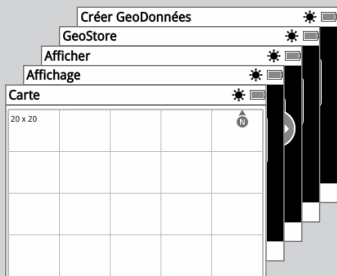 Créer GeoDonnées
GeoStore
Afficher
Affichage
Carte
20 x 20
N